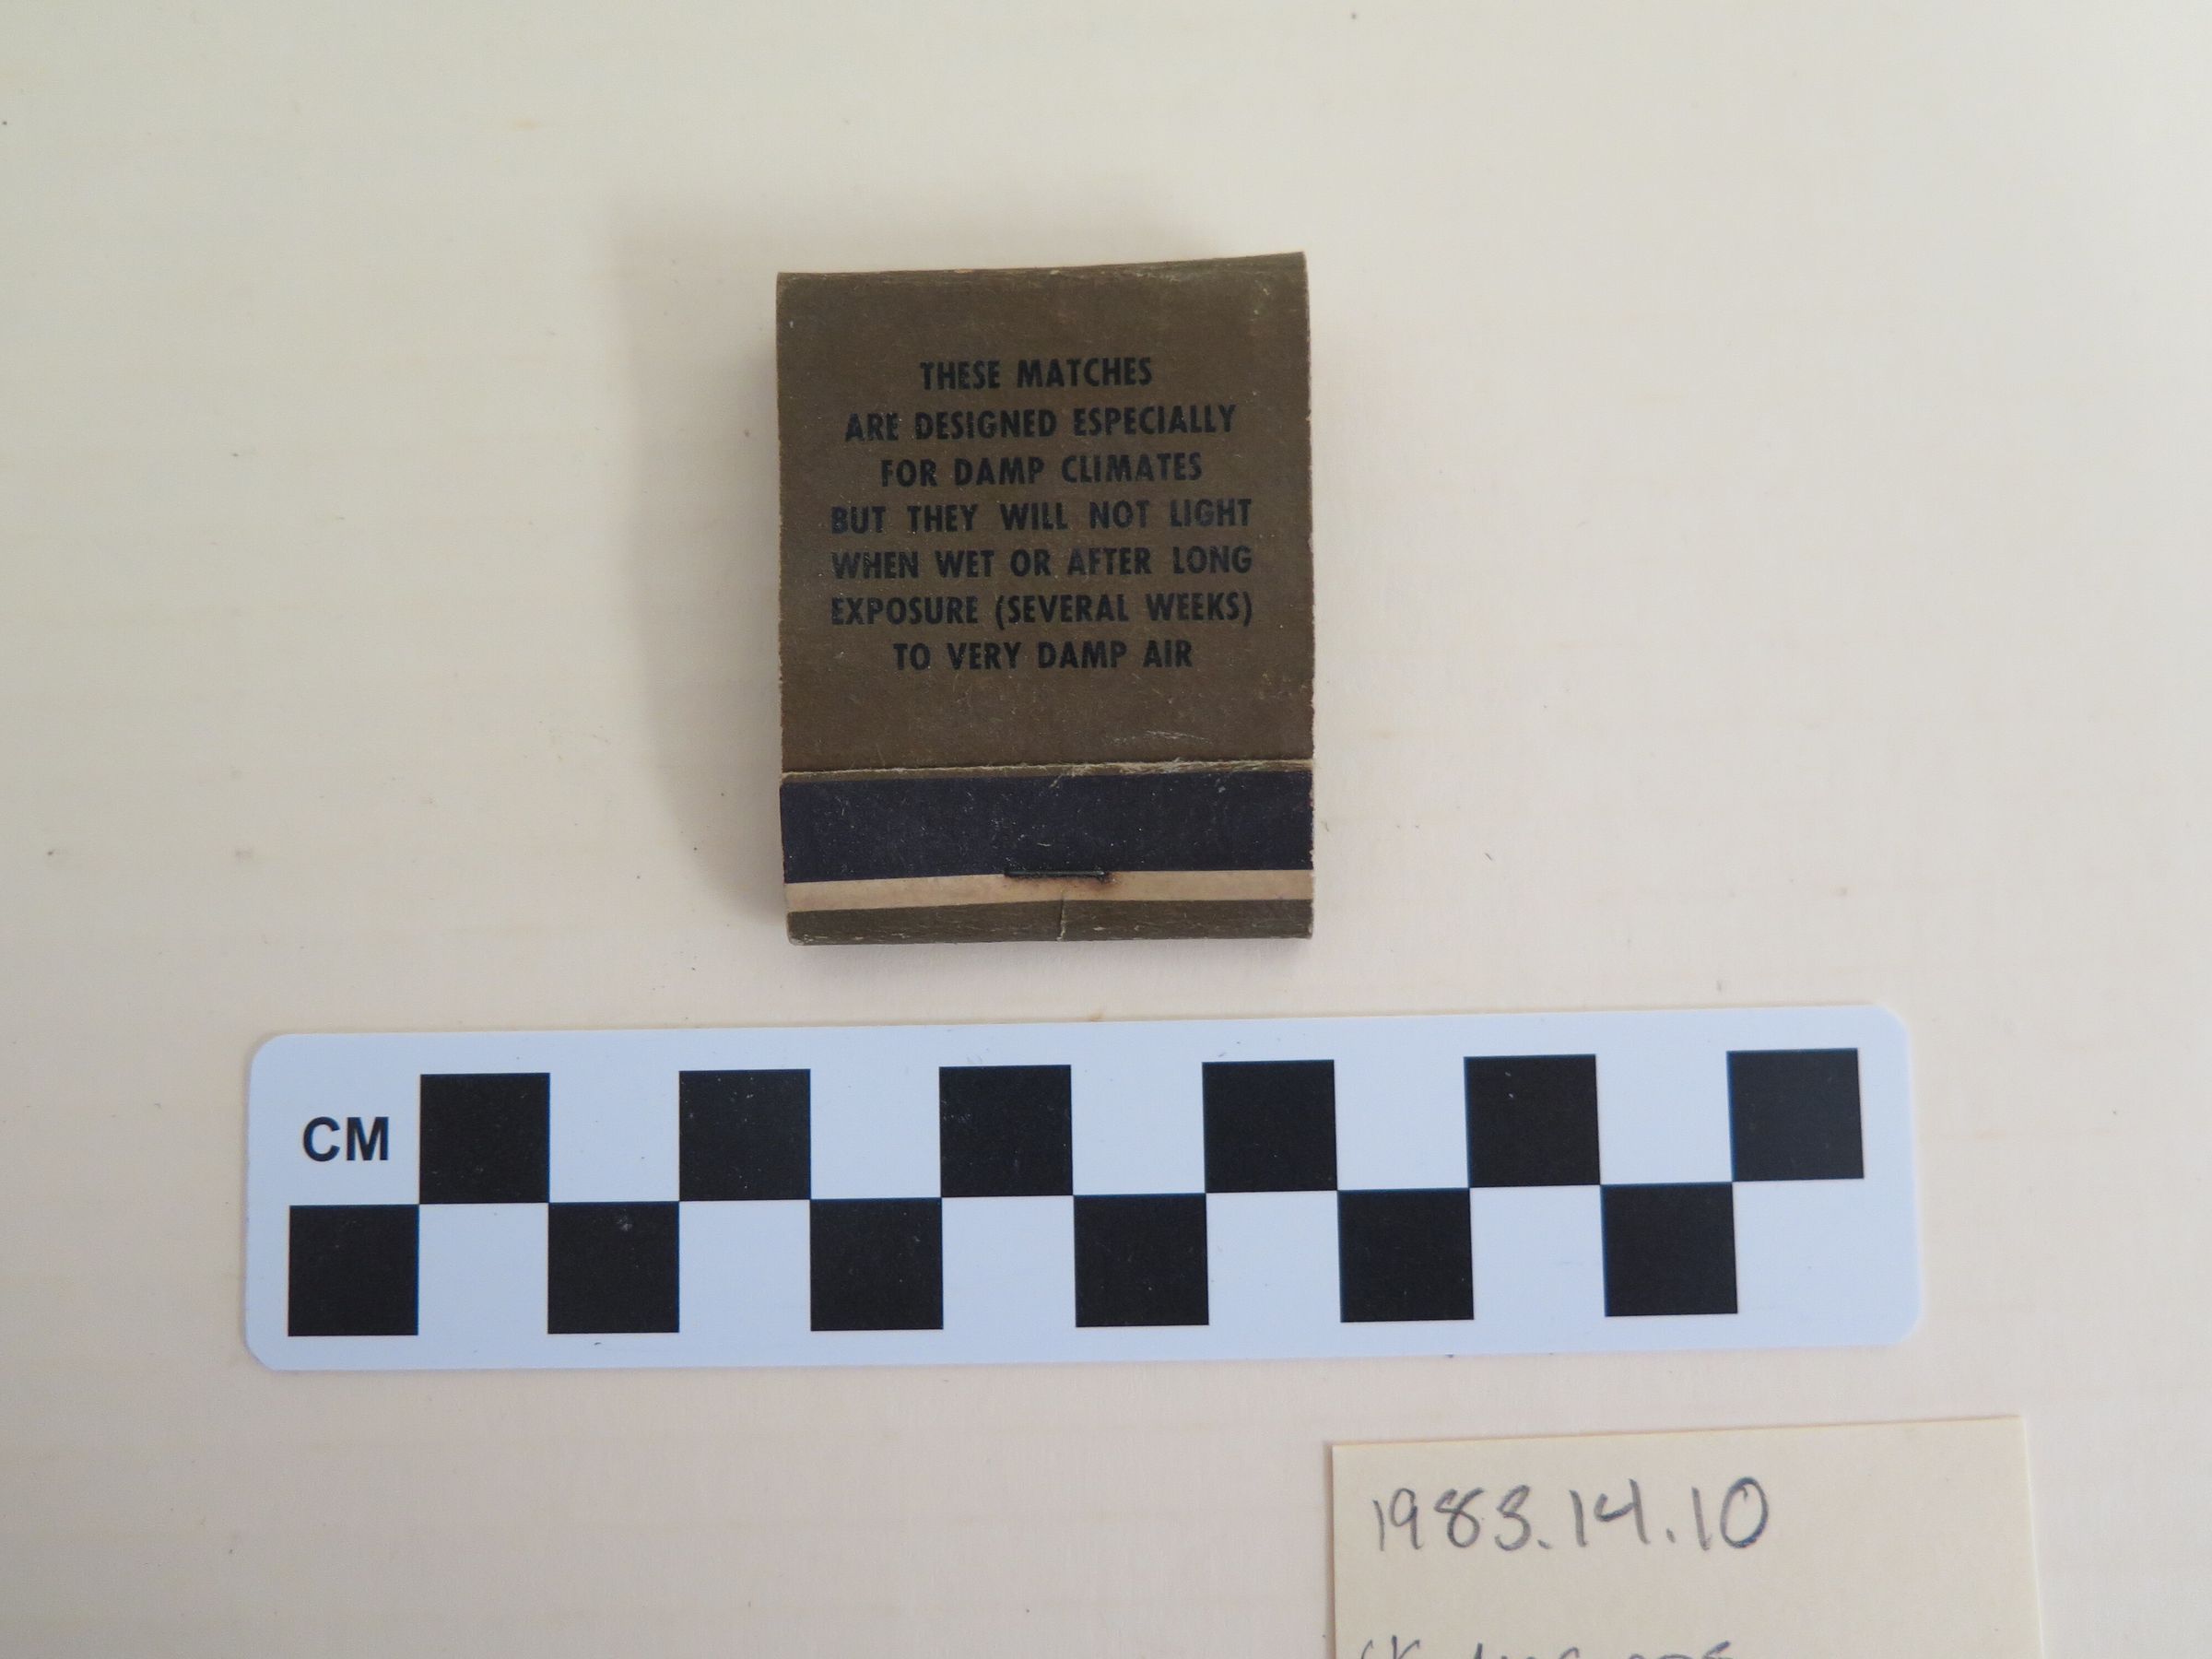 THESE MATCHES
ARE DESIGNED ESPECIALLY
FOR DAMP CLIMATES
BUT THEY WILL NOT LIGHT
WHEN WET OR AFTER LONG
EXPOSURE (SEVERAL WEEKS)
TO VERY DAMP AIR
CM
1983.14.10